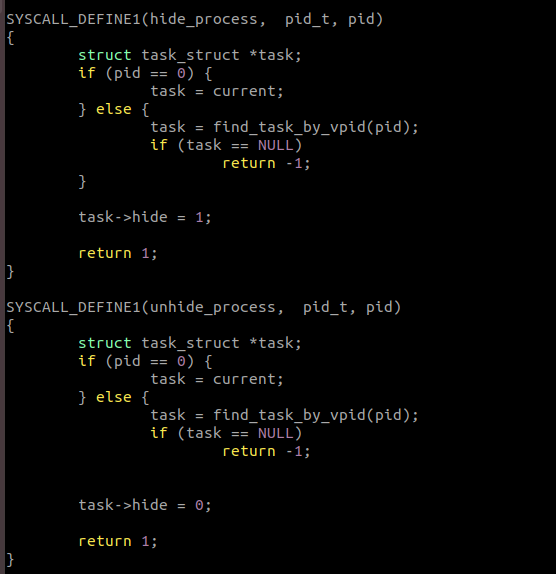 SYSCALL_DEFINE1(hide_process,  pid_t, pid)
{
        struct task_struct *task;
        if (pid == 0) {
                task = current;
        } else {
                task = find_task_by_vpid(pid);
                if (task == NULL)
                        return -1;
        }

        task->hide = 1;

        return 1;
}

SYSCALL_DEFINE1(unhide_process,  pid_t, pid)
{
        struct task_struct *task;
        if (pid == 0) {
                task = current;
        } else {
                task = find_task_by_vpid(pid);
                if (task == NULL)
                        return -1;


        task->hide = 0;

        return 1;
}